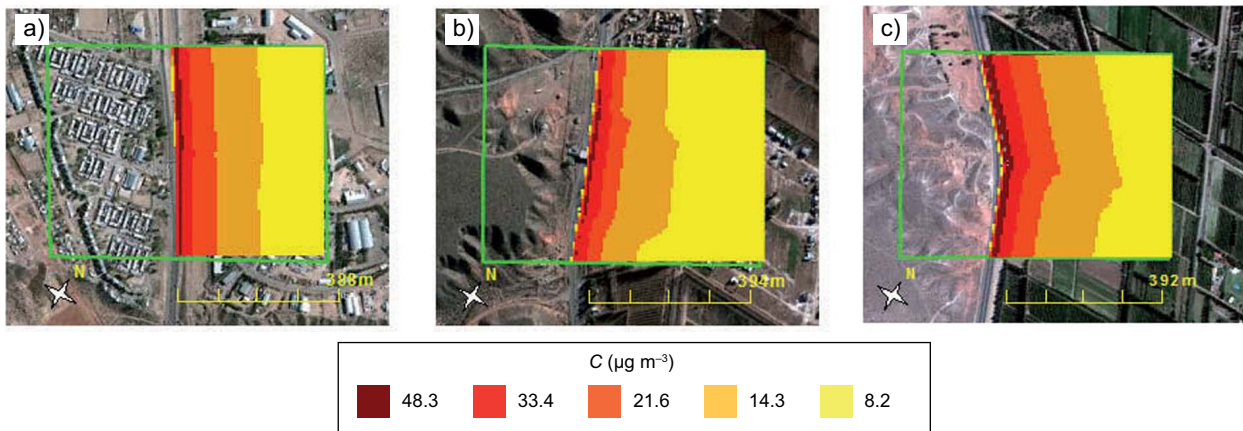 a)
b)
c)
N
388m
N
394m
N
392m
C (µg m⁻³)
48.3
33.4
21.6
14.3
8.2